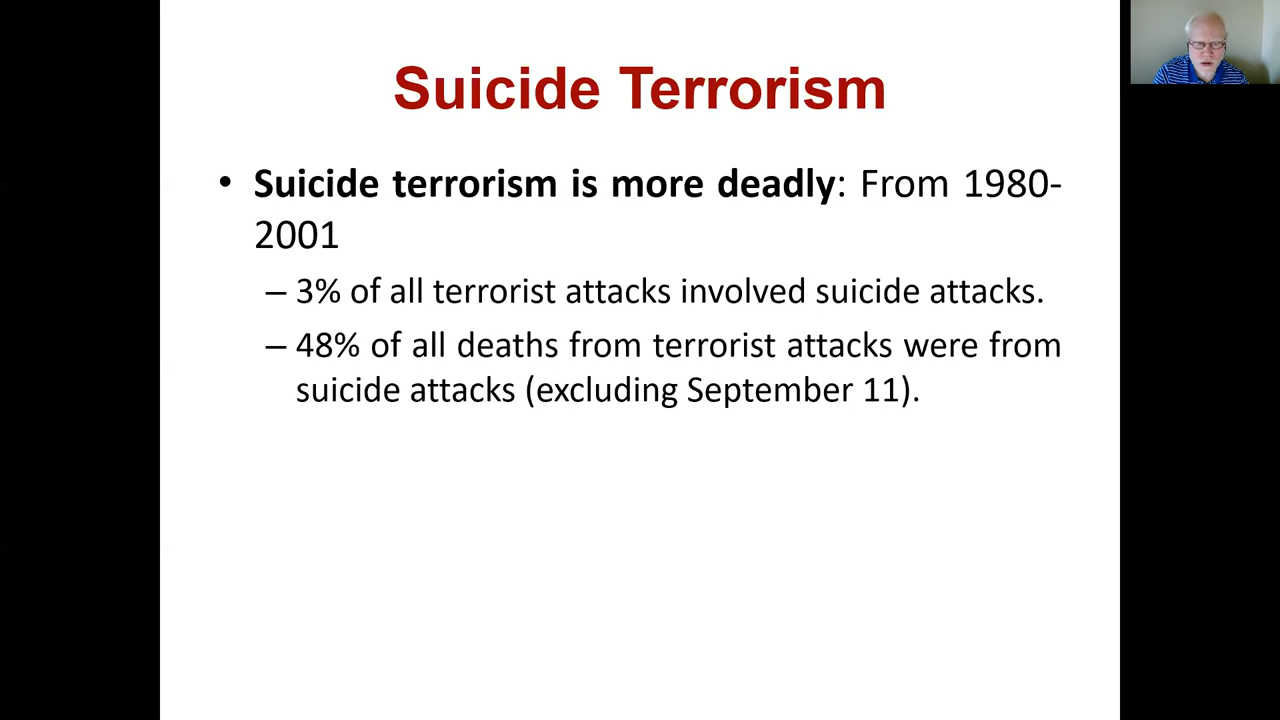 Suicide Terrorism
• Suicide terrorism is more deadly: From 1980-
2001
– 3% of all terrorist attacks involved suicide attacks.
– 48% of all deaths from terrorist attacks were from
suicide attacks (excluding September 11).